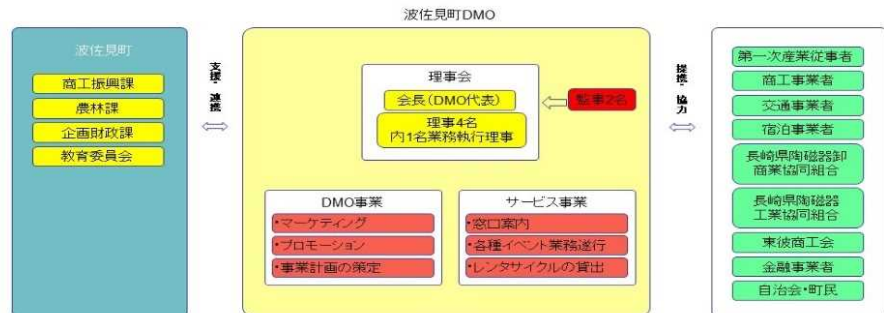 波佐見町DMO
波佐見町
商工振興課
農林課
企画財政課
教育委員会
支援・連携
理事会
会長(DMO代表)
理事4名
内1名業務執行理事
監事2名
DMO事業
・マーケティング
・プロモーション
・事業計画の策定
サービス事業
・窓口案内
・各種イベント業務遂行
・レンタサイクルの貸出
提携・協力
第一次産業従事者
商工事業者
交通事業者
宿泊事業者
長崎県陶磁器卸
商業協同組合
長崎県陶磁器
工業協同組合
東彼商工会
金融事業者
自治会・町民